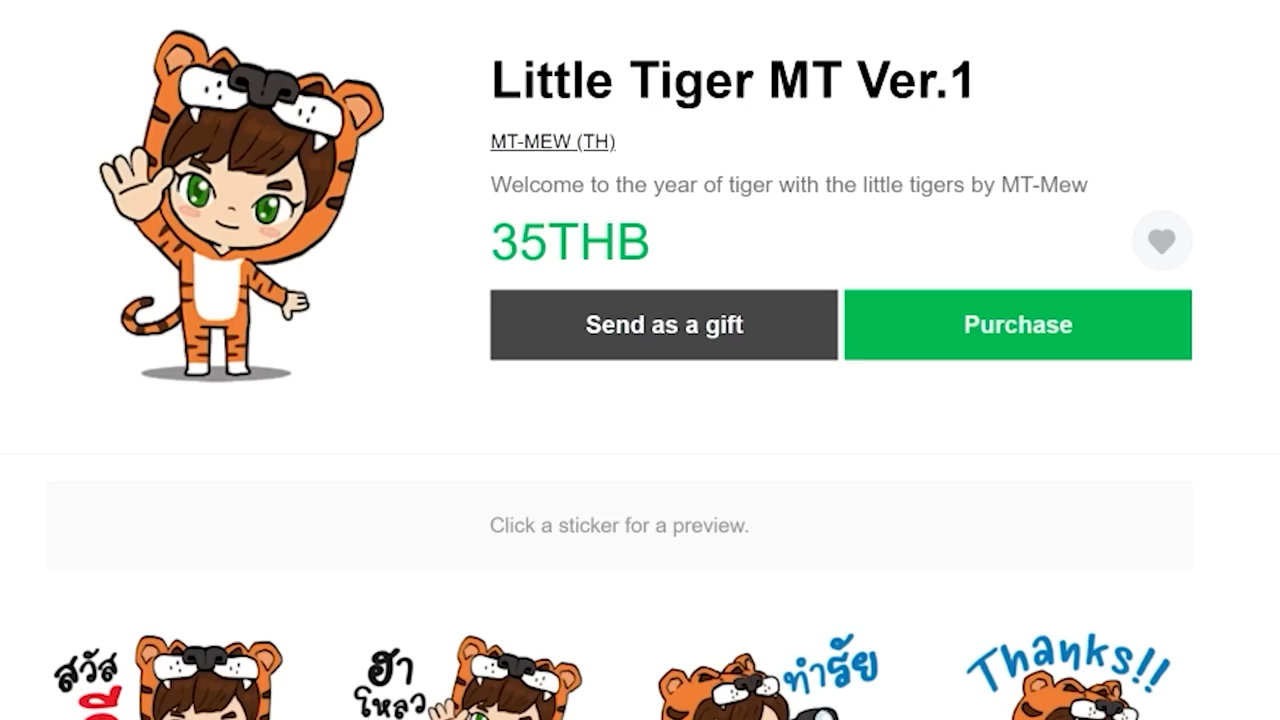 Little Tiger MT Ver.1
MT-MEW (TH)
Welcome to the year of tiger with the little tigers by MT-Mew
35THB
Send as a gift
Purchase
Click a sticker for a preview.
สวัส
ฮา
โหลว
ทำรัย
Thanks!!